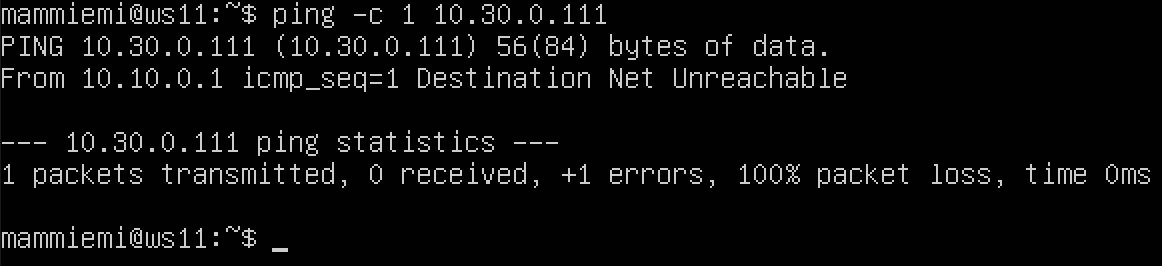 mammiemi@ws11:~$ ping -c 1 10.30.0.111
PING 10.30.0.111 (10.30.0.111) 56(84) bytes of data.
From 10.10.0.1 icmp_seq=1 Destination Net Unreachable
--- 10.30.0.111 ping statistics ---
1 packets transmitted, 0 received, +1 errors, 100% packet loss, time 0ms
mammiemi@ws11:~$ _